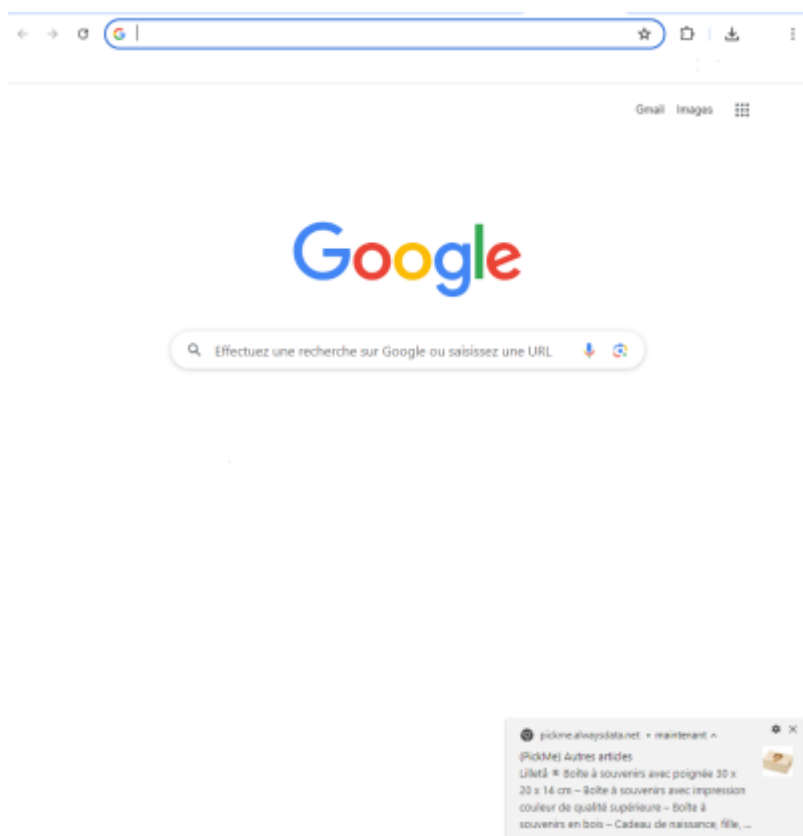 Gmail Images
Google
Effectuez une recherche sur Google ou saisissez une URL
pickme.alwaysdata.net • maintenant
(PickMe) Autres articles
Lilletå ® Boîte à souvenirs avec poignée 30 x
20 x 14 cm – Boîte à souvenirs avec impression
couleur de qualité supérieure – Boîte à
souvenirs en bois – Cadeau de naissance, fille, ...